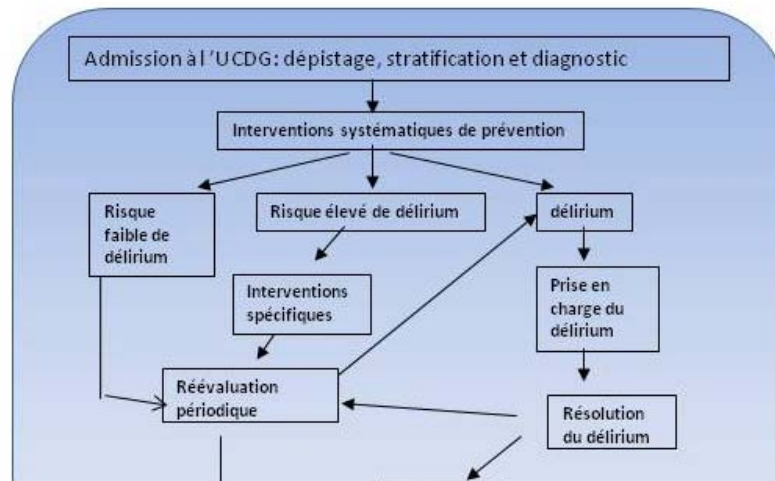 Admission à l'UCDG: dépistage, stratification et diagnostic
Interventions systématiques de prévention
Risque
faible de
délirium
Risque élevé de délirium
délirium
Interventions
spécifiques
Prise en
charge du
délirium
Réévaluation
périodique
Résolution
du délirium